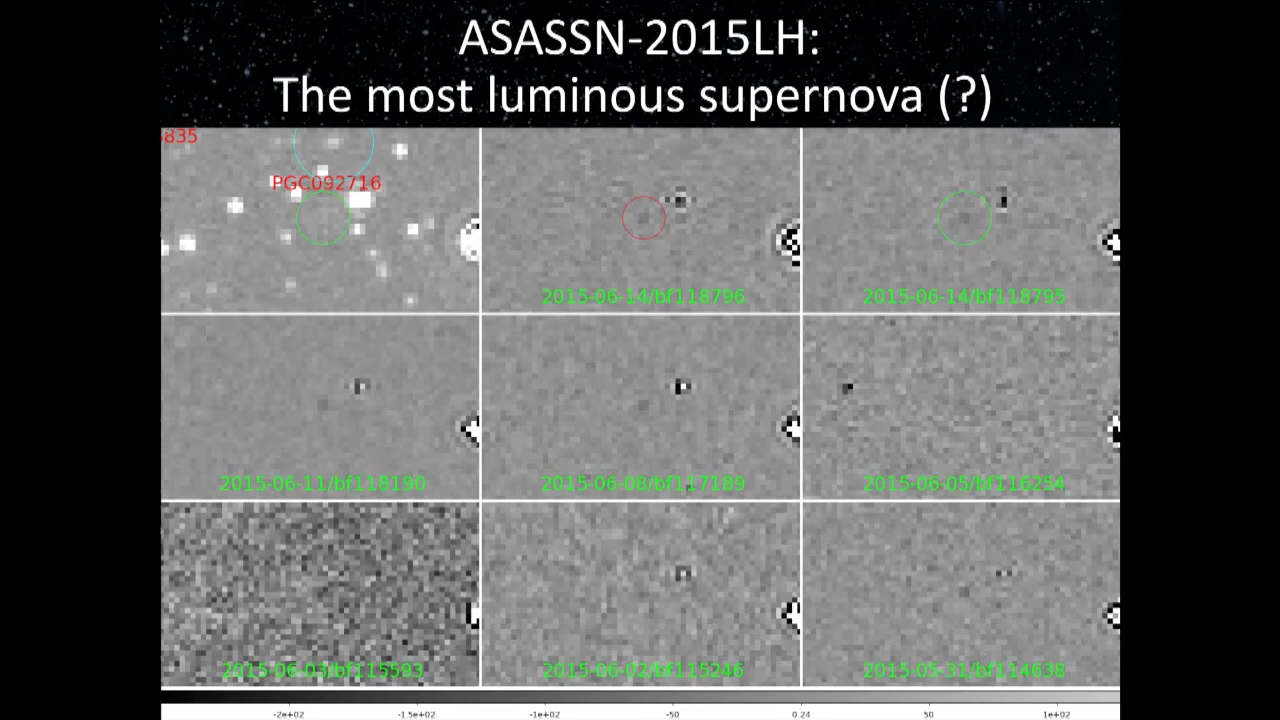 ASASSN-2015LH:
The most luminous supernova (?)
835
PGC092716
2015-06-14/bf118796
2015-06-14/bf118795
2015-06-11/bf118190
2015-06-08/bf117189
2015-06-05/bf116254
2015-06-03/bf115593
2015-06-02/bf115246
2015-05-31/bf114638
-2e+02 -1.5e+02 -1e+02 -50 0.24 50 1e+02